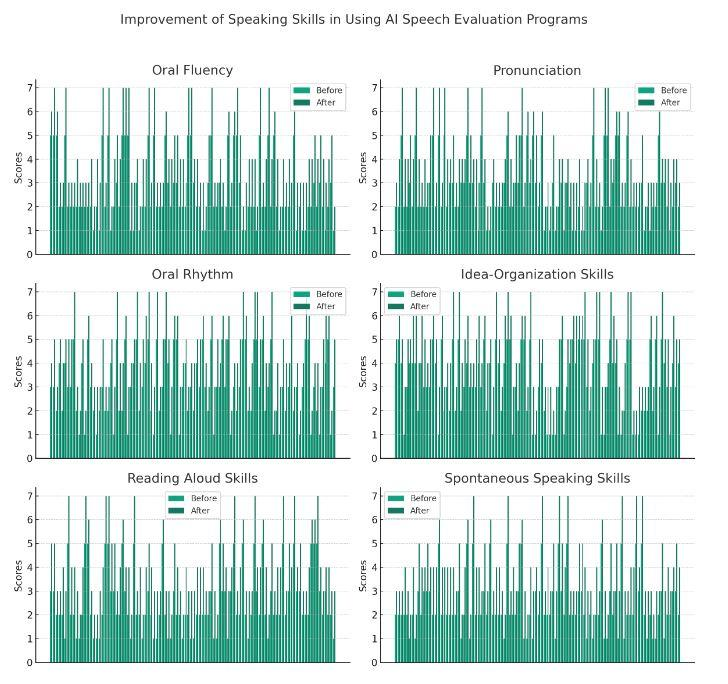 Improvement of Speaking Skills in Using AI Speech Evaluation Programs
Oral Fluency
Before
After
Scores
7
6
5
4
3
2
1
0
Pronunciation
Before
After
Scores
7
6
5
4
3
2
1
0
Oral Rhythm
Before
After
Scores
7
6
5
4
3
2
1
0
Idea-Organization Skills
Before
After
Scores
7
6
5
4
3
2
1
0
Reading Aloud Skills
Before
After
Scores
7
6
5
4
3
2
1
0
Spontaneous Speaking Skills
Before
After
Scores
7
6
5
4
3
2
1
0